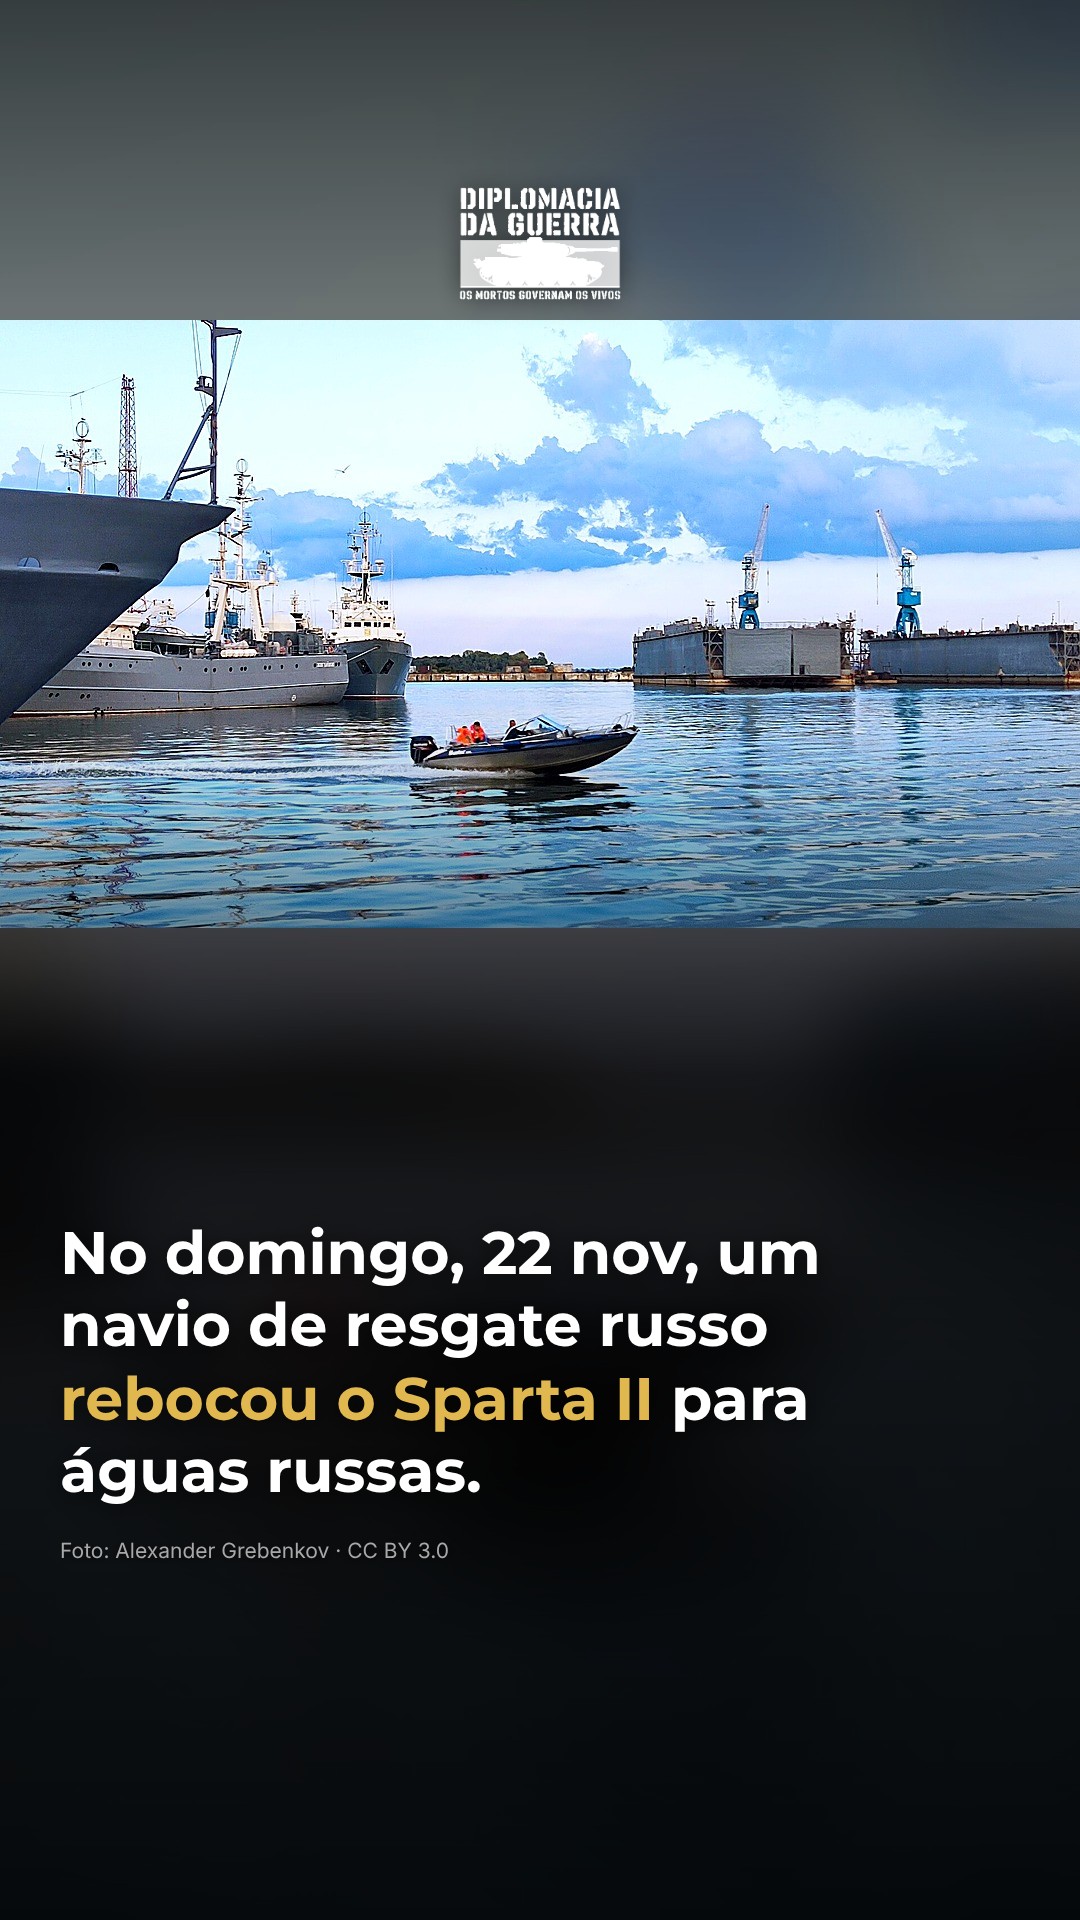 DIPLOMACIA
DA GUERRA
OS MORTOS GOVERNAM OS VIVOS
No domingo, 22 nov, um
navio de resgate russo
rebocou o Sparta II para
águas russas.
Foto: Alexander Grebenkov · CC BY 3.0